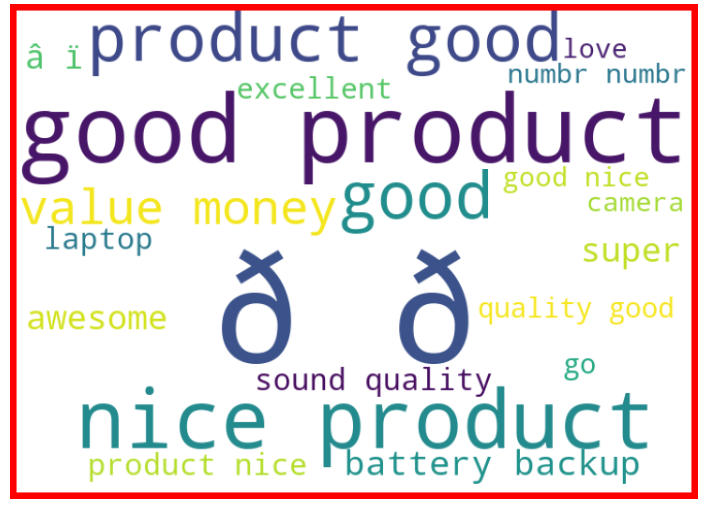 product good
love
â ï
numbr numbr
excellent
good product
good nice
value money
good
camera
laptop
super
ð ð
awesome
quality good
go
sound quality
nice product
product nice
battery backup